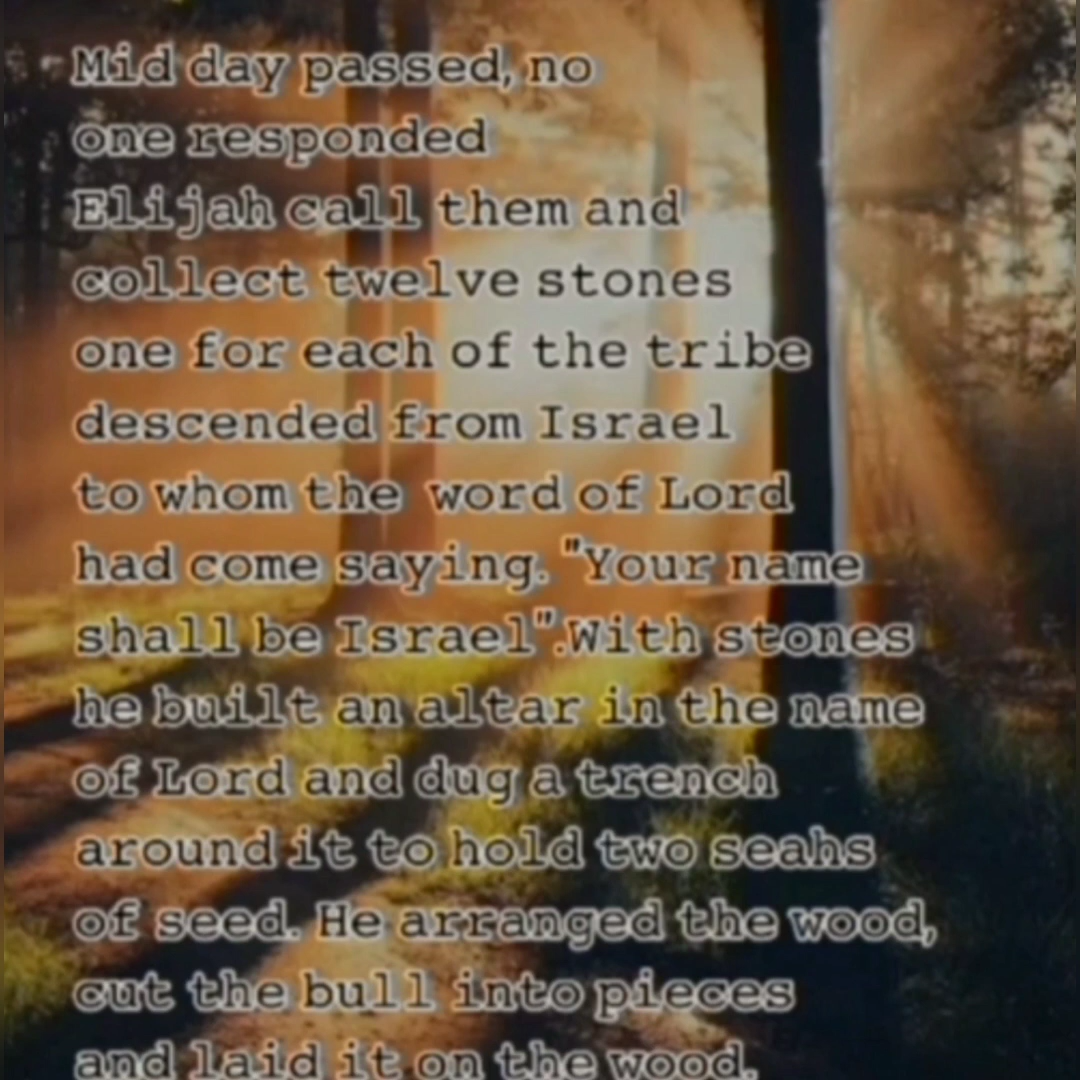 Mid day passed, no
one responded
Elijah call them and
collect twelve stones
one for each of the tribe
descended from Israel
to whom the word of Lord
had come saying. "Your name
shall be Israel".With stones
he built an altar in the name
of Lord and dug a trench
around it to hold two seahs
of seed. He arranged the wood,
cut the bull into pieces
and laid it on the wood.